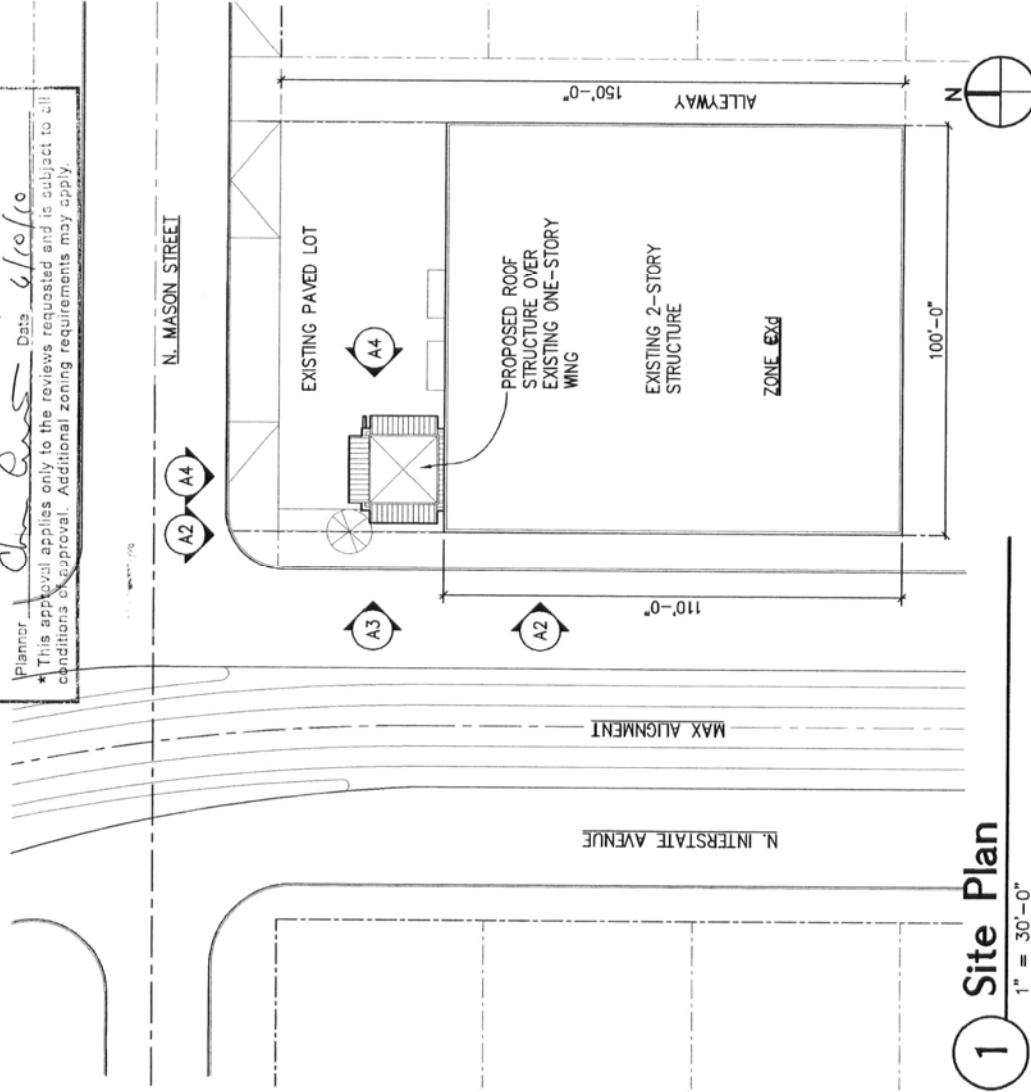 Planner Date 6/10/10
*This approval applies only to the reviews requested and is subject to all
conditions of approval. Additional zoning requirements may apply.
N. MASON STREET
EXISTING PAVED LOT
A4
A2
A4
PROPOSED ROOF
STRUCTURE OVER
EXISTING ONE-STORY
WING
150'-0"
ALLEYWAY
N
EXISTING 2-STORY
STRUCTURE
ZONE EXd
100'-0"
A3
A2
110'-0"
MAX ALIGNMENT
N. INTERSTATE AVENUE
1 Site Plan
1" = 30'-0"